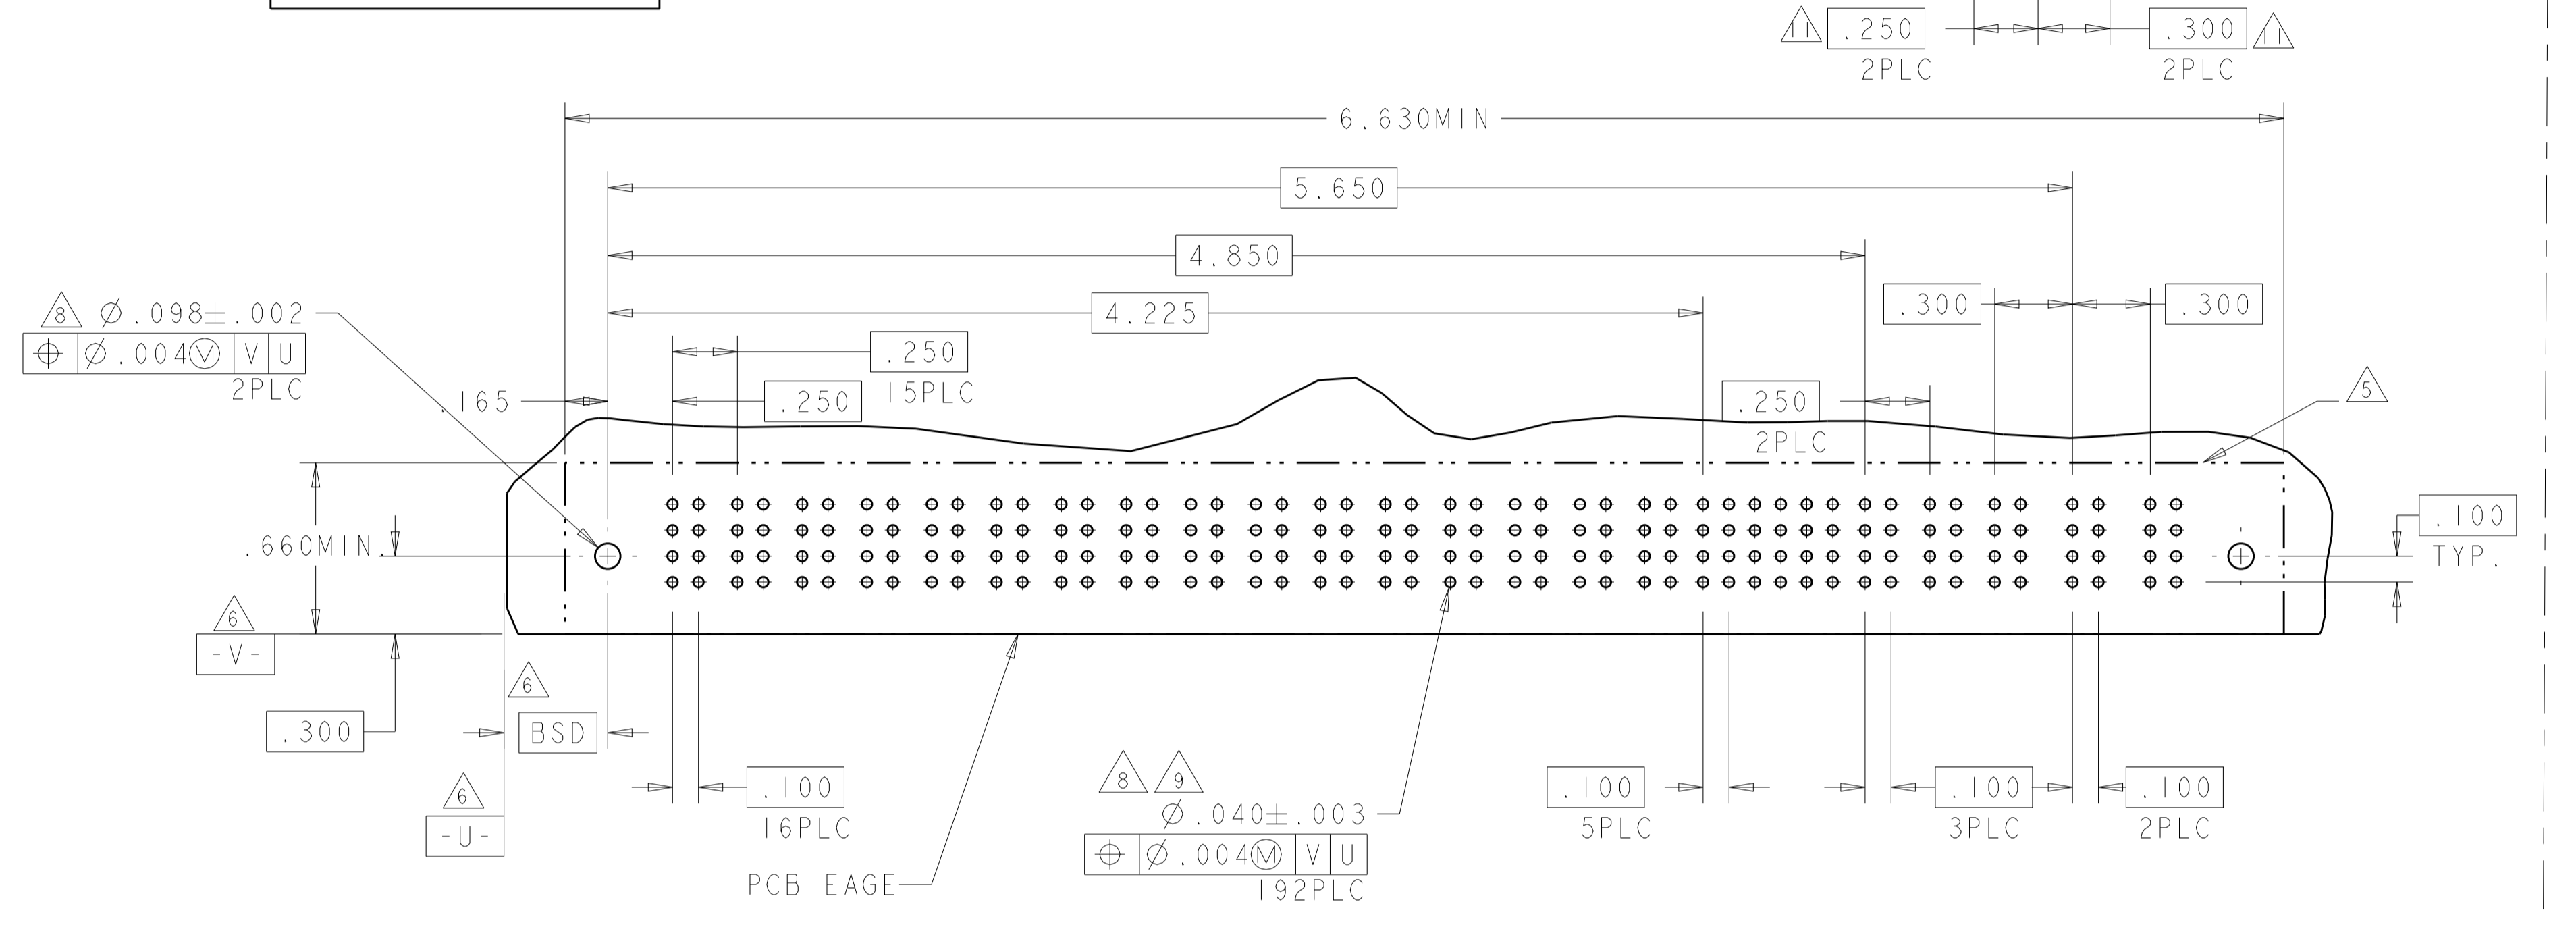 11 .250
2PLC
.300 11
2PLC
6.630MIN
5.650
4.850
4.225
.300
.300
8 Ø.098±.002
⌖ Ø.004Ⓜ V U
2PLC
.250
15PLC
.165
.250
.250
2PLC
5
.660MIN.
.100
TYP.
6
-V-
6
.300
BSD
6
-U-
.100
16PLC
8 9
Ø.040±.003
⌖ Ø.004Ⓜ V U
192PLC
.100
5PLC
.100
3PLC
.100
2PLC
PCB EAGE